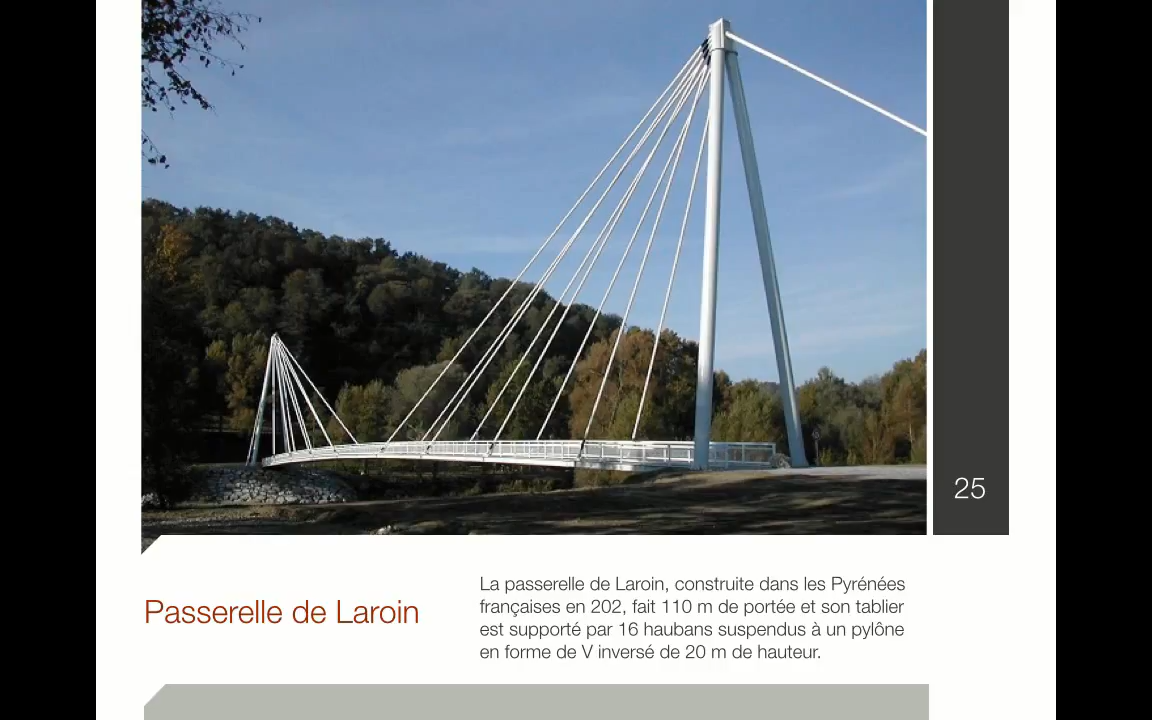 25
Passerelle de Laroin
La passerelle de Laroin, construite dans les Pyrénées
françaises en 202, fait 110 m de portée et son tablier
est supporté par 16 haubans suspendus à un pylône
en forme de V inversé de 20 m de hauteur.